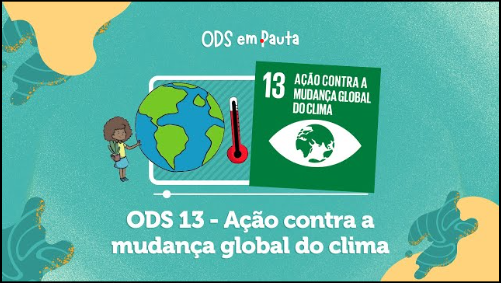 ODS em Pauta
13 AÇÃO CONTRA A
MUDANÇA GLOBAL
DO CLIMA
ODS 13 - Ação contra a
mudança global do clima